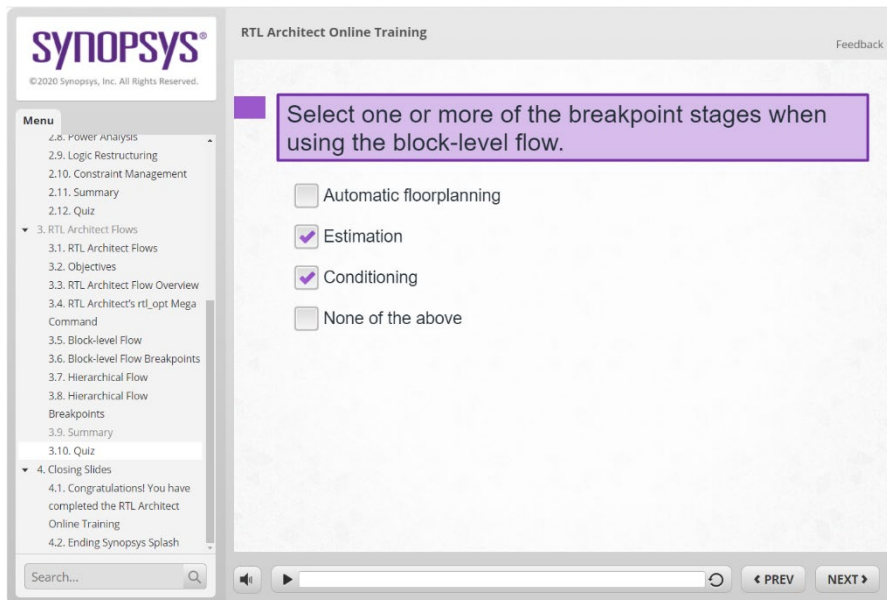 SYNOPSYS®
©2020 Synopsys, Inc. All Rights Reserved.
Menu
2.8. Power Analysis
2.9. Logic Restructuring
2.10. Constraint Management
2.11. Summary
2.12. Quiz
3. RTL Architect Flows
3.1. RTL Architect Flows
3.2. Objectives
3.3. RTL Architect Flow Overview
3.4. RTL Architect's rtl_opt Mega
Command
3.5. Block-level Flow
3.6. Block-level Flow Breakpoints
3.7. Hierarchical Flow
3.8. Hierarchical Flow
Breakpoints
3.9. Summary
3.10. Quiz
4. Closing Slides
4.1. Congratulations! You have
completed the RTL Architect
Online Training
4.2. Ending Synopsys Splash
Search...
RTL Architect Online Training
Feedback
Select one or more of the breakpoint stages when
using the block-level flow.
Automatic floorplanning
Estimation
Conditioning
None of the above
PREV
NEXT